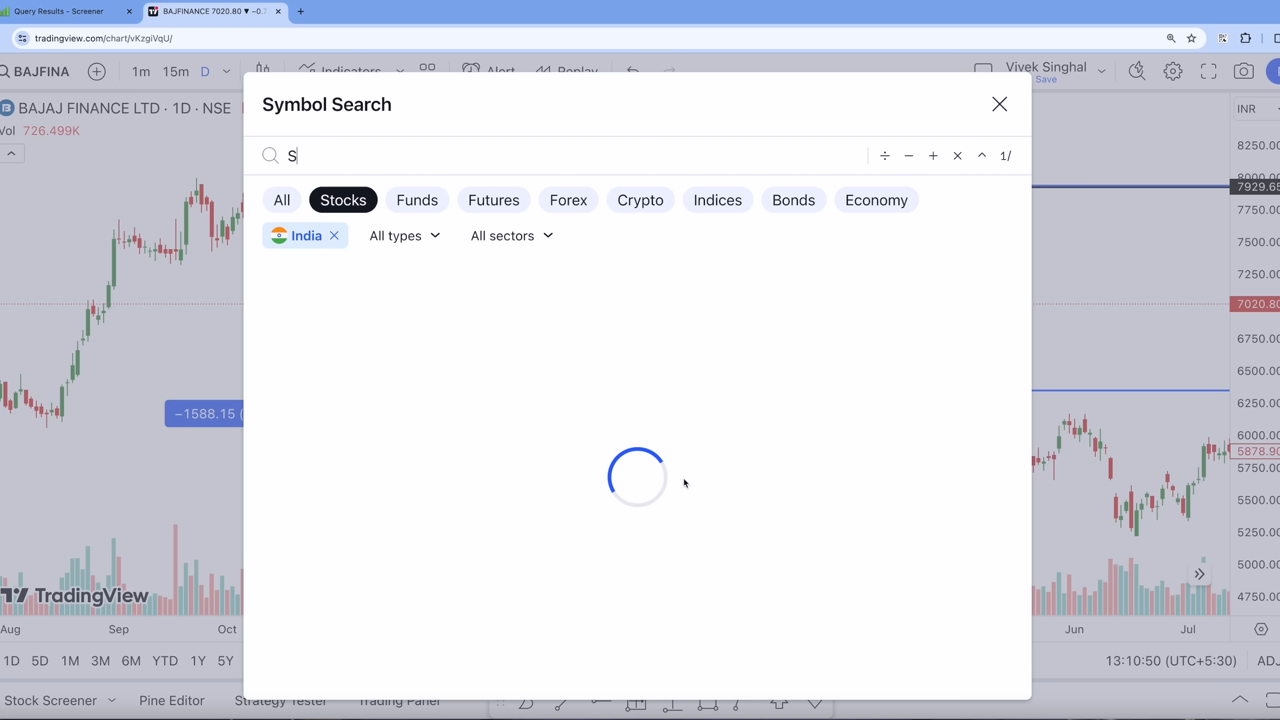 Query Results - Screener
BAJFINANCE 7020.80 ▼ −0.
tradingview.com/chart/vKzgiVqU/
BAJFINA
1m 15m D
Indicators
Alert
Replay
Vivek Singhal
Save
BAJAJ FINANCE LTD · 1D · NSE
Vol 726.499K
INR
Symbol Search
S
÷ − + × ^ 1/
All Stocks Funds Futures Forex Crypto Indices Bonds Economy
India × All types All sectors
8250.00
8000.00
7929.65
7750.00
7500.00
7250.00
7020.80
6750.00
6500.00
6250.00
6000.00
5878.90
5750.00
5500.00
5250.00
5000.00
4750.00
−1588.15 (
TradingView
Aug Sep Oct Jun Jul
1D 5D 1M 3M 6M YTD 1Y 5Y
13:10:50 (UTC+5:30) ADJ
Stock Screener Pine Editor Strategy Tester Trading Panel